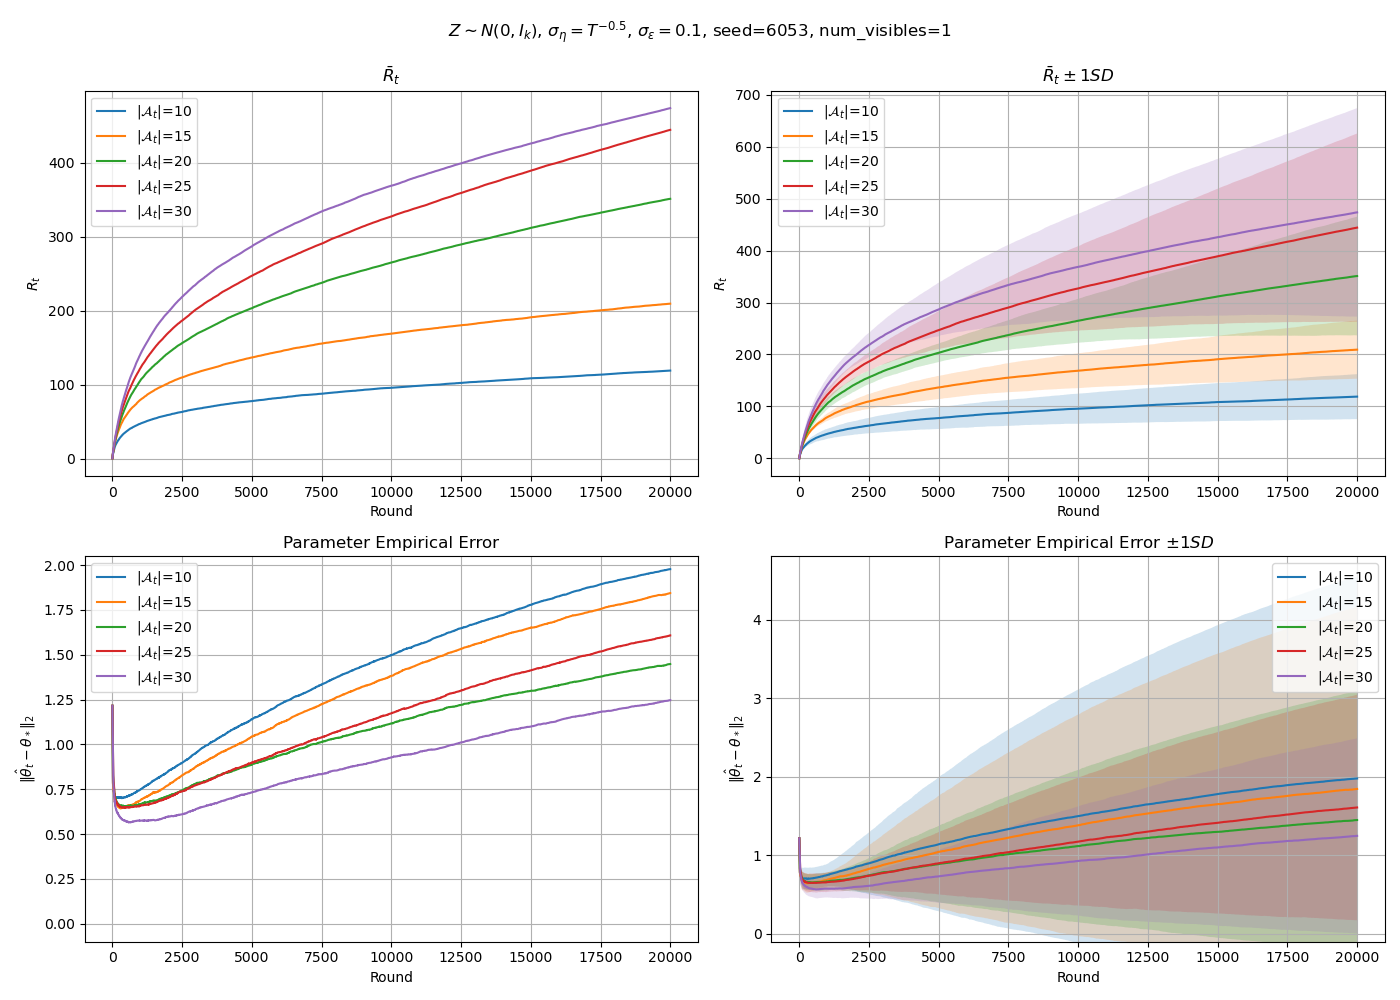 Z ∼ N(0, I_k), σ_η = T^{−0.5}, σ_ε = 0.1, seed=6053, num_visibles=1
R̄_t
R_t
400
300
200
100
0
|𝒜_t|=10
|𝒜_t|=15
|𝒜_t|=20
|𝒜_t|=25
|𝒜_t|=30
0 2500 5000 7500 10000 12500 15000 17500 20000
Round
R̄_t ± 1SD
R_t
700
600
500
400
300
200
100
0
|𝒜_t|=10
|𝒜_t|=15
|𝒜_t|=20
|𝒜_t|=25
|𝒜_t|=30
0 2500 5000 7500 10000 12500 15000 17500 20000
Round
Parameter Empirical Error
‖θ̂_t − θ_*‖_2
2.00
1.75
1.50
1.25
1.00
0.75
0.50
0.25
0.00
|𝒜_t|=10
|𝒜_t|=15
|𝒜_t|=20
|𝒜_t|=25
|𝒜_t|=30
0 2500 5000 7500 10000 12500 15000 17500 20000
Round
Parameter Empirical Error ±1SD
‖θ̂_t − θ_*‖_2
4
3
2
1
0
|𝒜_t|=10
|𝒜_t|=15
|𝒜_t|=20
|𝒜_t|=25
|𝒜_t|=30
0 2500 5000 7500 10000 12500 15000 17500 20000
Round